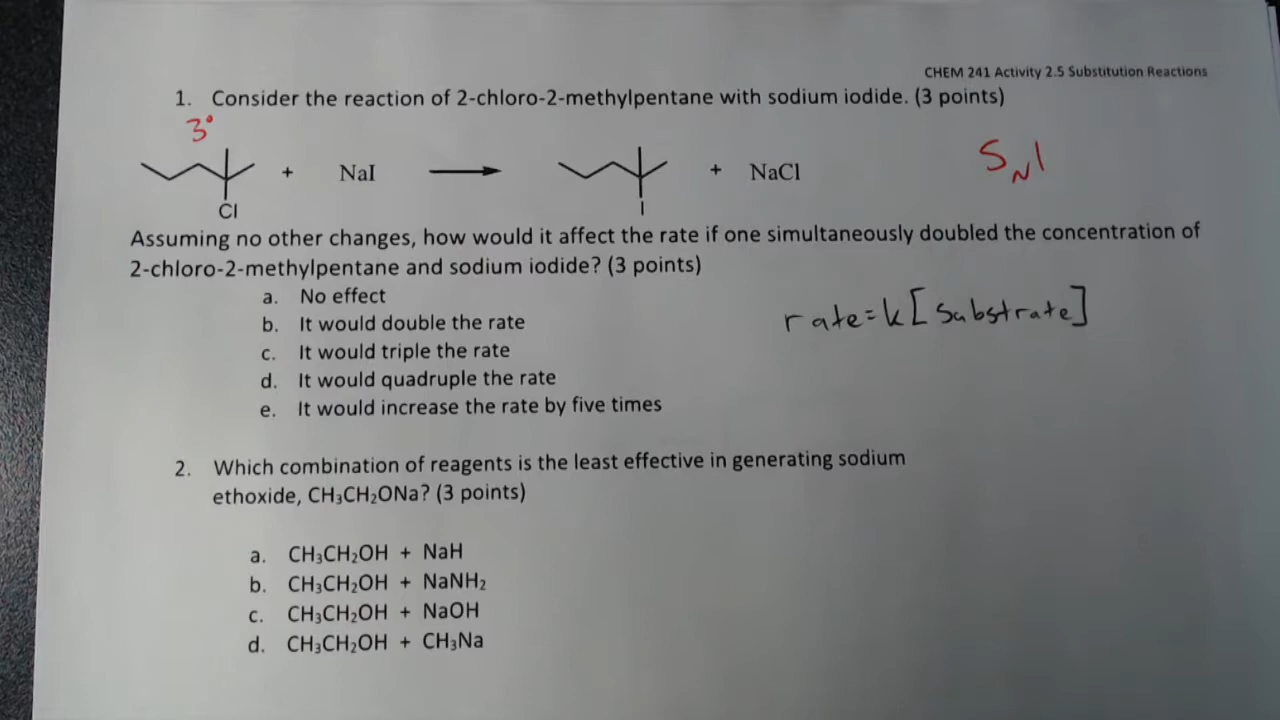 CHEM 241 Activity 2.5 Substitution Reactions
1. Consider the reaction of 2-chloro-2-methylpentane with sodium iodide. (3 points)
3°
+ NaI + NaCl
SN1
Cl I
Assuming no other changes, how would it affect the rate if one simultaneously doubled the concentration of
2-chloro-2-methylpentane and sodium iodide? (3 points)
a. No effect
b. It would double the rate
rate=k[Substrate]
c. It would triple the rate
d. It would quadruple the rate
e. It would increase the rate by five times
2. Which combination of reagents is the least effective in generating sodium
ethoxide, CH₃CH₂ONa? (3 points)
a. CH₃CH₂OH + NaH
b. CH₃CH₂OH + NaNH₂
c. CH₃CH₂OH + NaOH
d. CH₃CH₂OH + CH₃Na